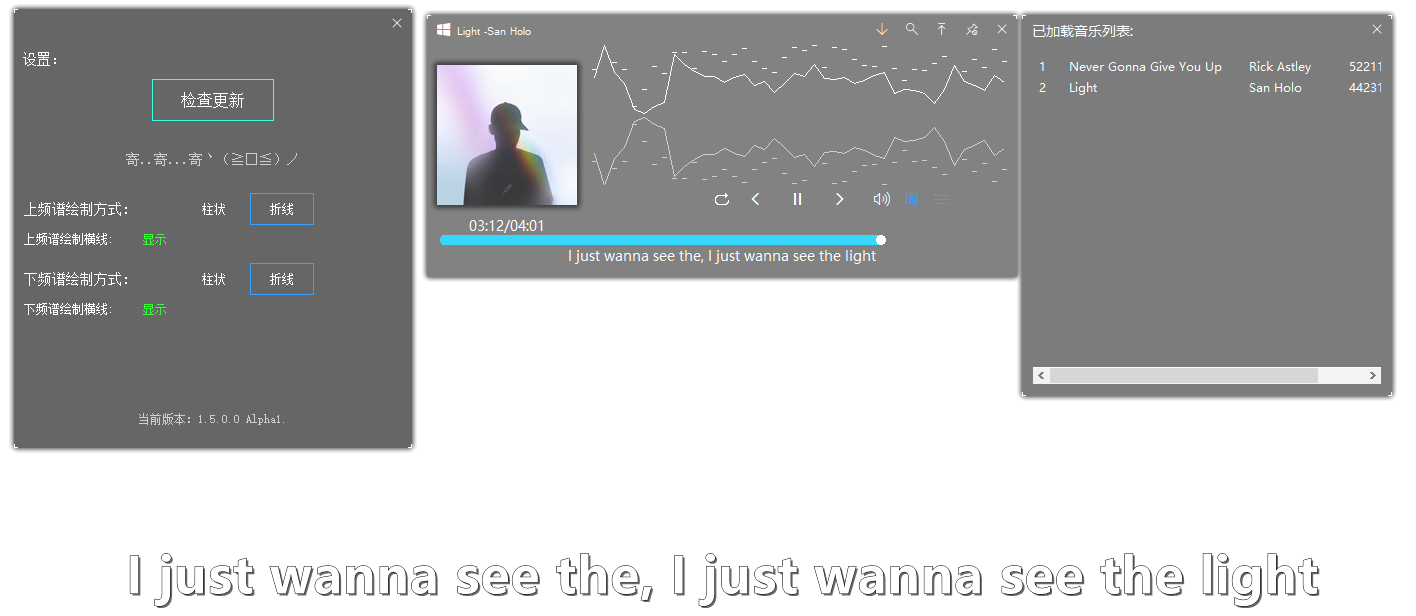 设置：
检查更新
寄..寄...寄丶（≧□≦）ノ
上频谱绘制方式：
柱状
折线
上频谱绘制横线：
显示
下频谱绘制方式：
柱状
折线
下频谱绘制横线：
显示
当前版本：1.5.0.0 Alpha1.
Light -San Holo
词
03:12/04:01
I just wanna see the, I just wanna see the light
已加载音乐列表:
1 Never Gonna Give You Up Rick Astley 52211
2 Light San Holo 44231
I just wanna see the, I just wanna see the light